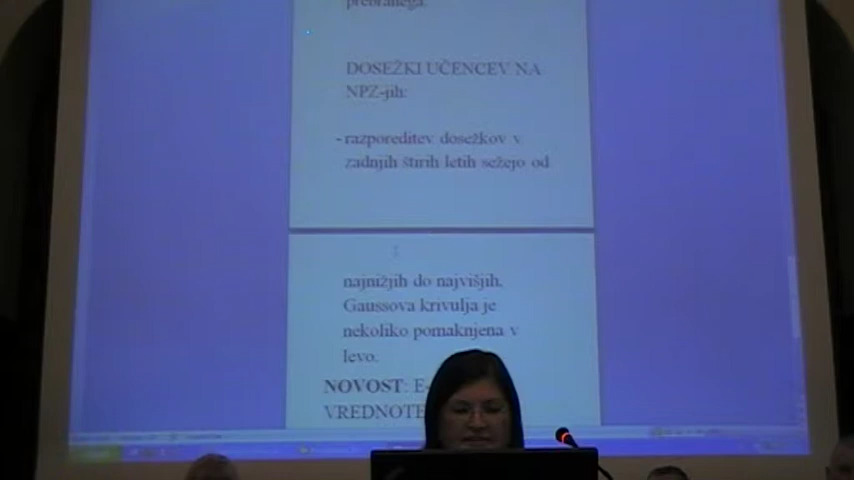 prebranega.
DOSEŽKI UČENCEV NA
NPZ-jih:
- razporeditev dosežkov v
zadnjih štirih letih sežejo od
najnižjih do najvišjih.
Gaussova krivulja je
nekoliko pomaknjena v
levo.
NOVOST: E-
VREDNOTE